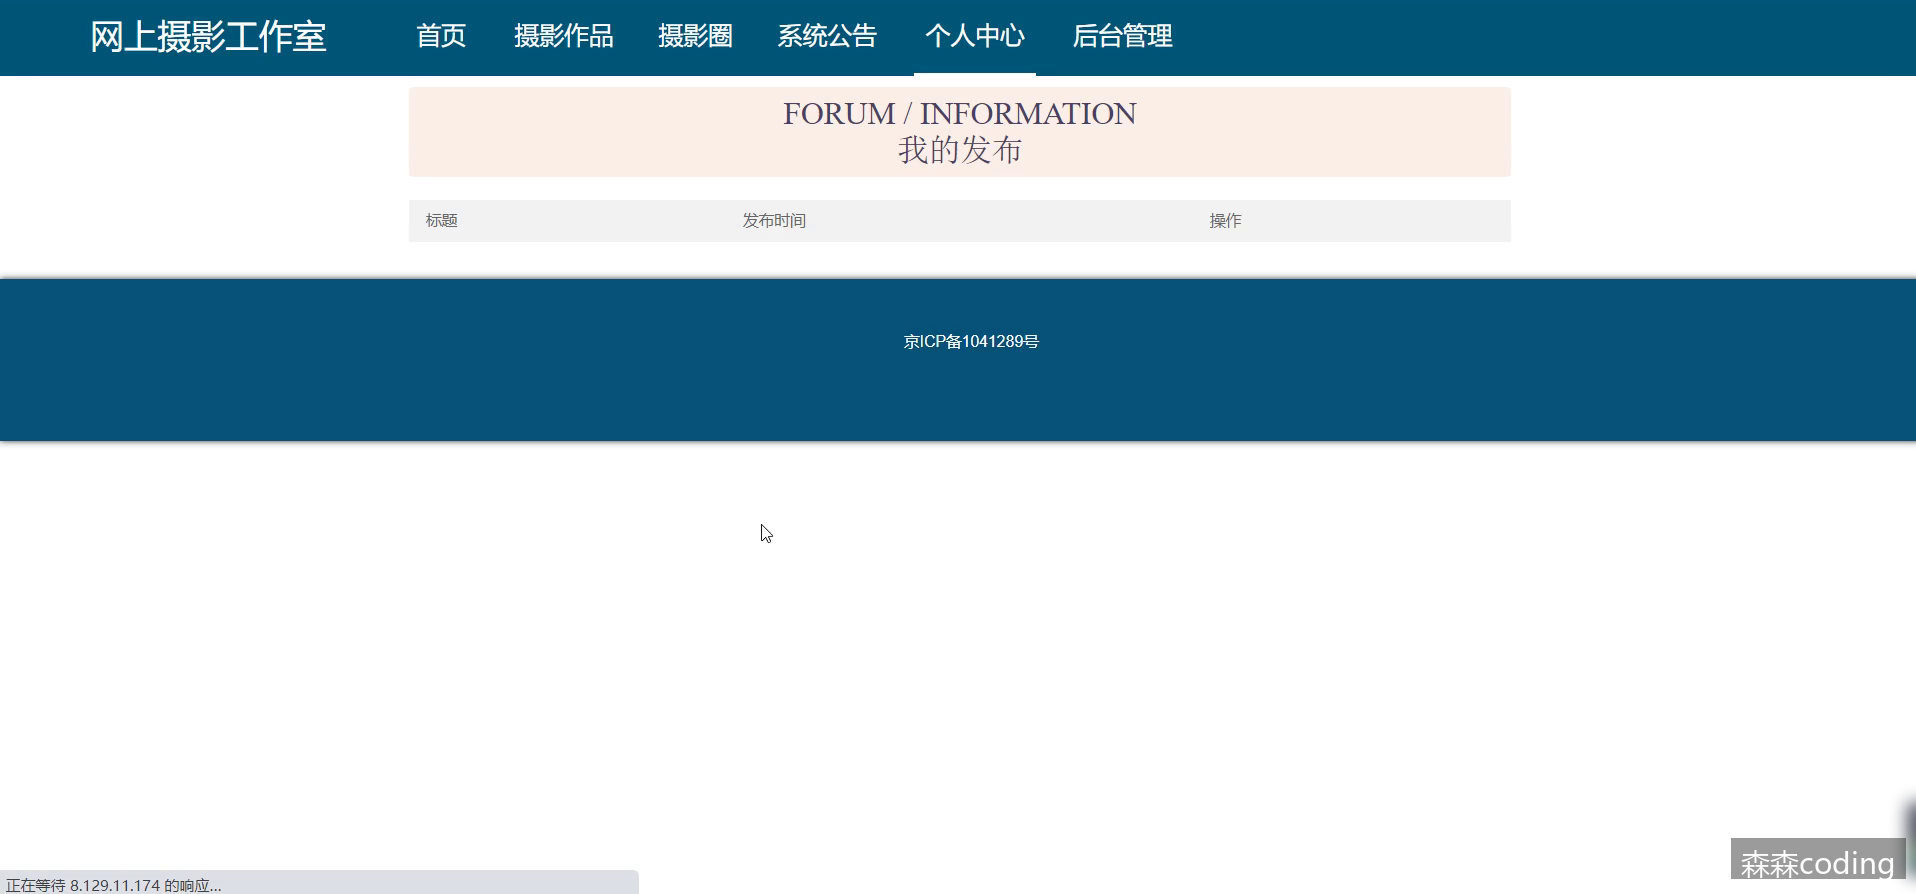 网上摄影工作室 首页 摄影作品 摄影圈 系统公告 个人中心 后台管理
FORUM / INFORMATION
我的发布
标题 发布时间 操作
京ICP备1041289号
森森coding
正在等待 8.129.11.174 的响应...